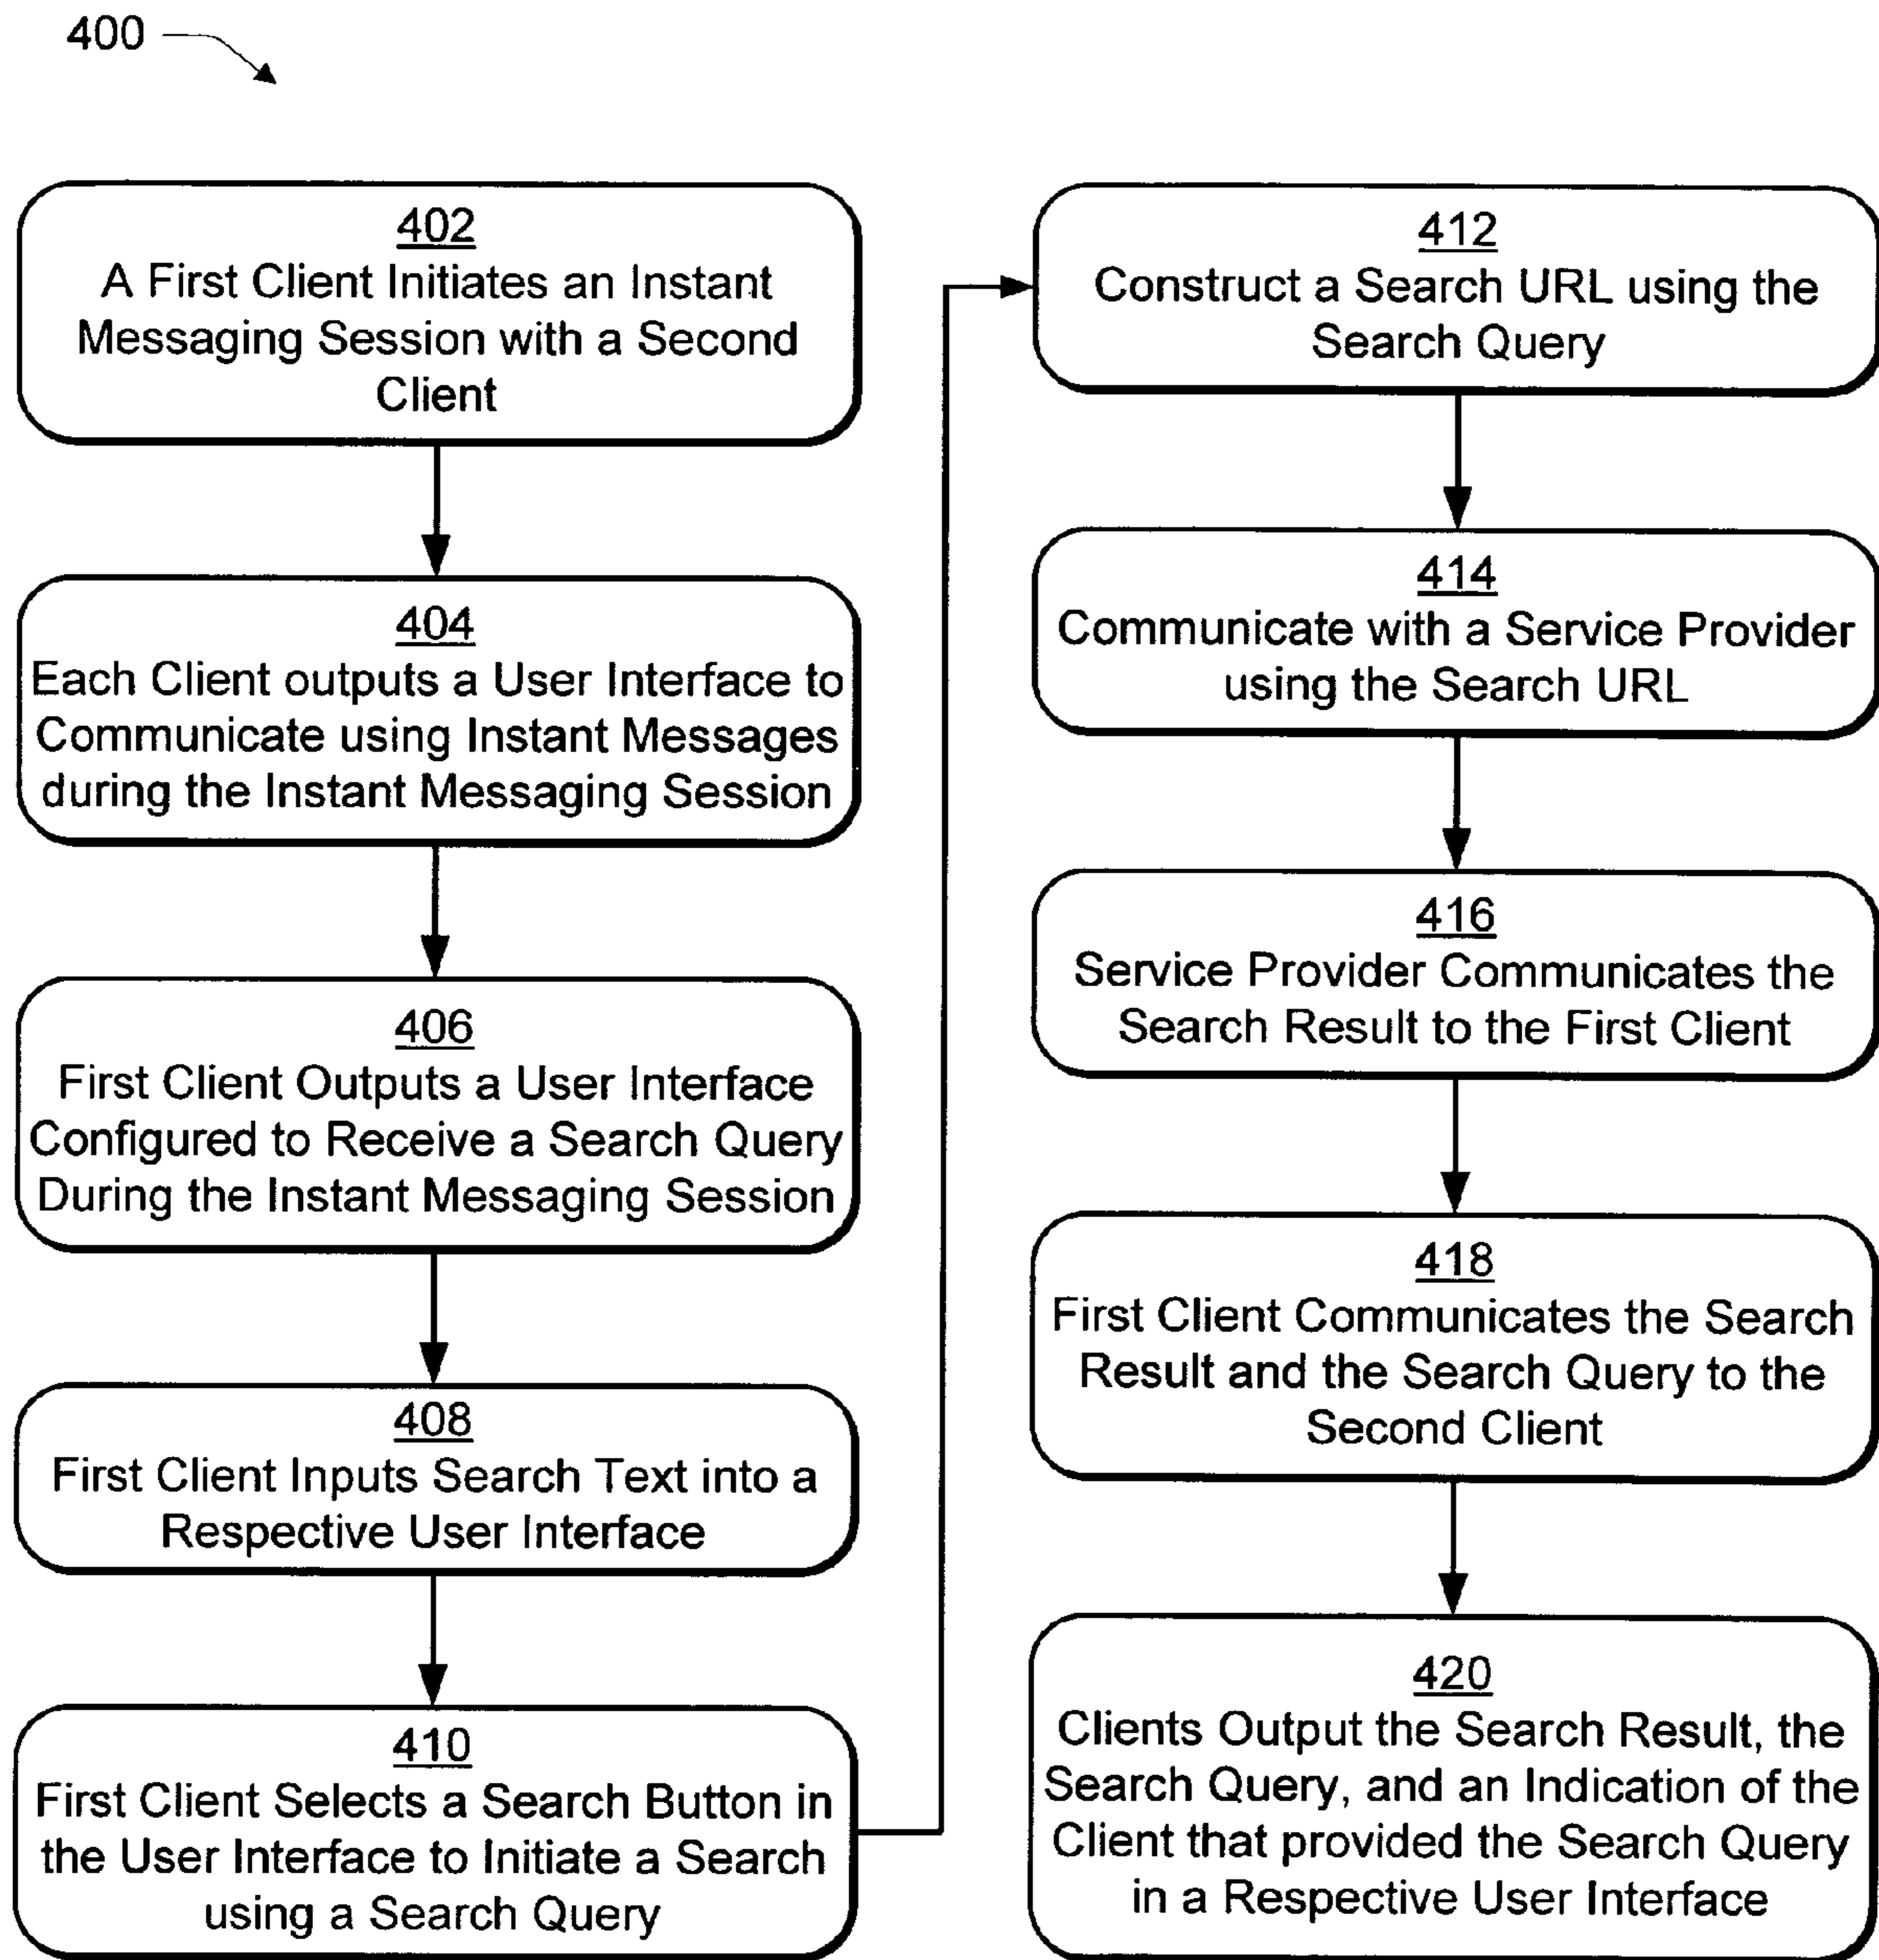 400
402
A First Client Initiates an Instant
Messaging Session with a Second
Client
404
Each Client outputs a User Interface to
Communicate using Instant Messages
during the Instant Messaging Session
406
First Client Outputs a User Interface
Configured to Receive a Search Query
During the Instant Messaging Session
408
First Client Inputs Search Text into a
Respective User Interface
410
First Client Selects a Search Button in
the User Interface to Initiate a Search
using a Search Query
412
Construct a Search URL using the
Search Query
414
Communicate with a Service Provider
using the Search URL
416
Service Provider Communicates the
Search Result to the First Client
418
First Client Communicates the Search
Result and the Search Query to the
Second Client
420
Clients Output the Search Result, the
Search Query, and an Indication of the
Client that provided the Search Query
in a Respective User Interface